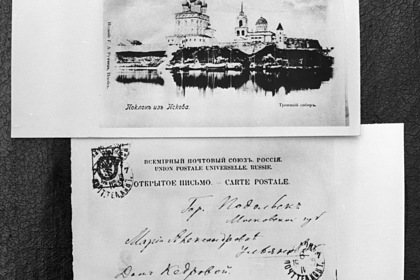 Поклонъ изъ Пскова.
Троицкій соборъ.
ВСЕМІРНЫЙ ПОЧТОВЫЙ СОЮЗЪ. РОССІЯ.
UNION POSTALE UNIVERSELLE. RUSSIE.
ОТКРЫТОЕ ПИСЬМО. — CARTE POSTALE.
Гор. Подольскъ
Московской губ
Маріи Александровнѣ
Ульяновой
Домъ Кедровой